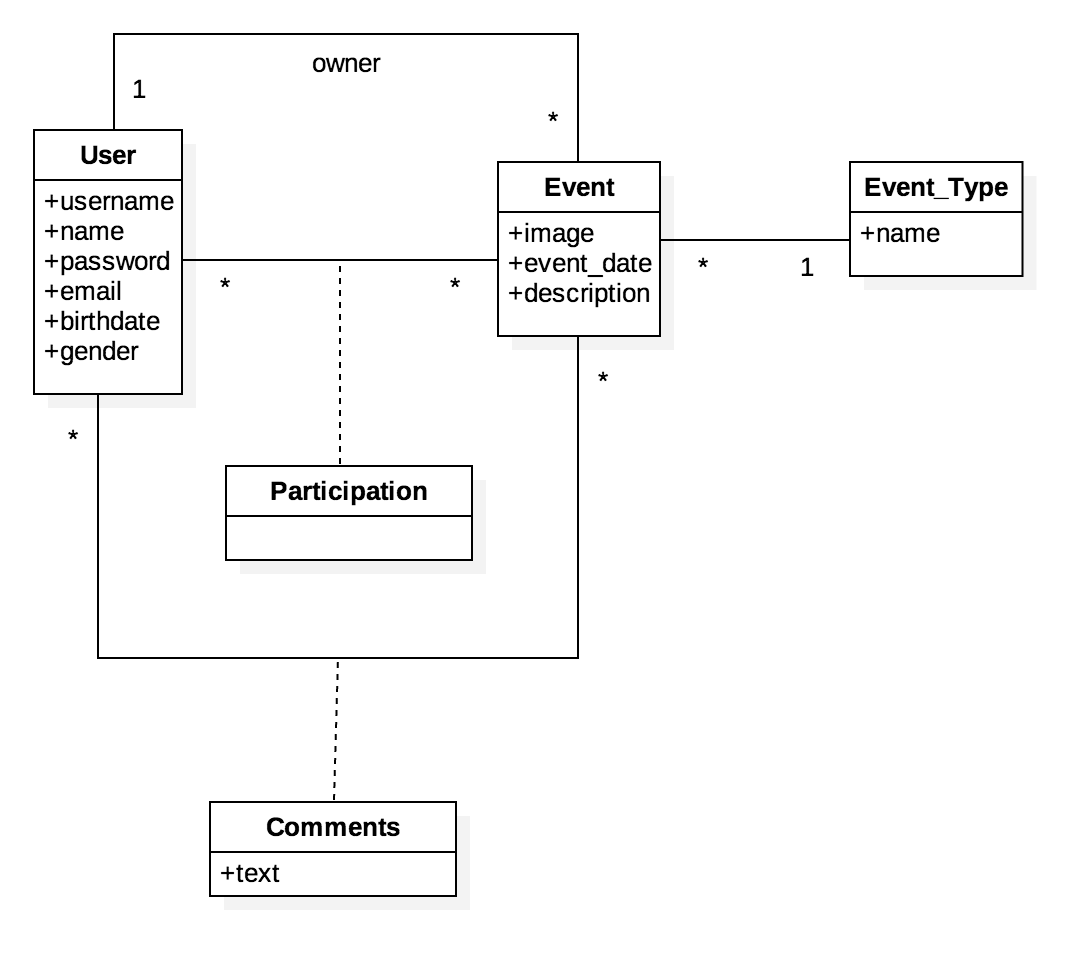 owner
1
*
User
+username
+name
+password
+email
+birthdate
+gender
Event
+image
+event_date
+description
Event_Type
+name
*
*
*
1
*
*
Participation
Comments
+text